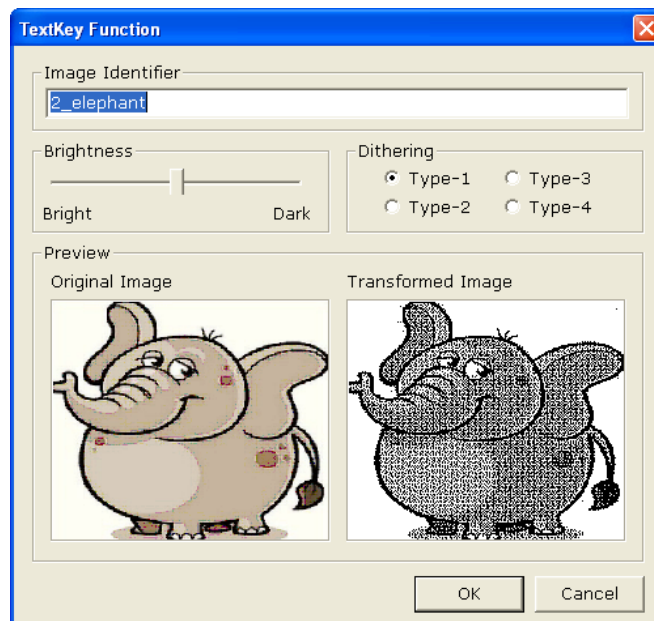 TextKey Function
Image Identifier
2_elephant
Brightness
Bright
Dark
Dithering
Type-1
Type-3
Type-2
Type-4
Preview
Original Image
Transformed Image
OK
Cancel